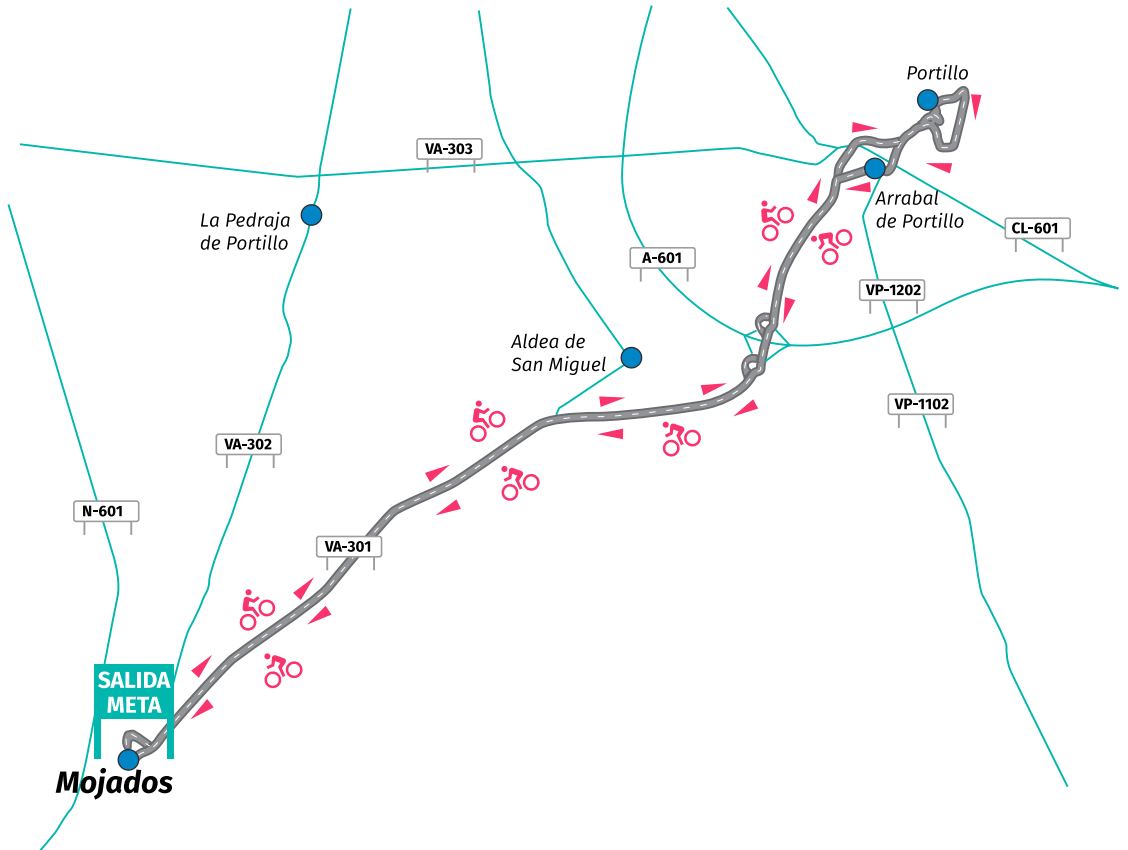 Portillo
VA-303
Arrabal
de Portillo
La Pedraja
de Portillo
CL-601
A-601
VP-1202
Aldea de
San Miguel
VP-1102
VA-302
N-601
VA-301
SALIDA
META
Mojados